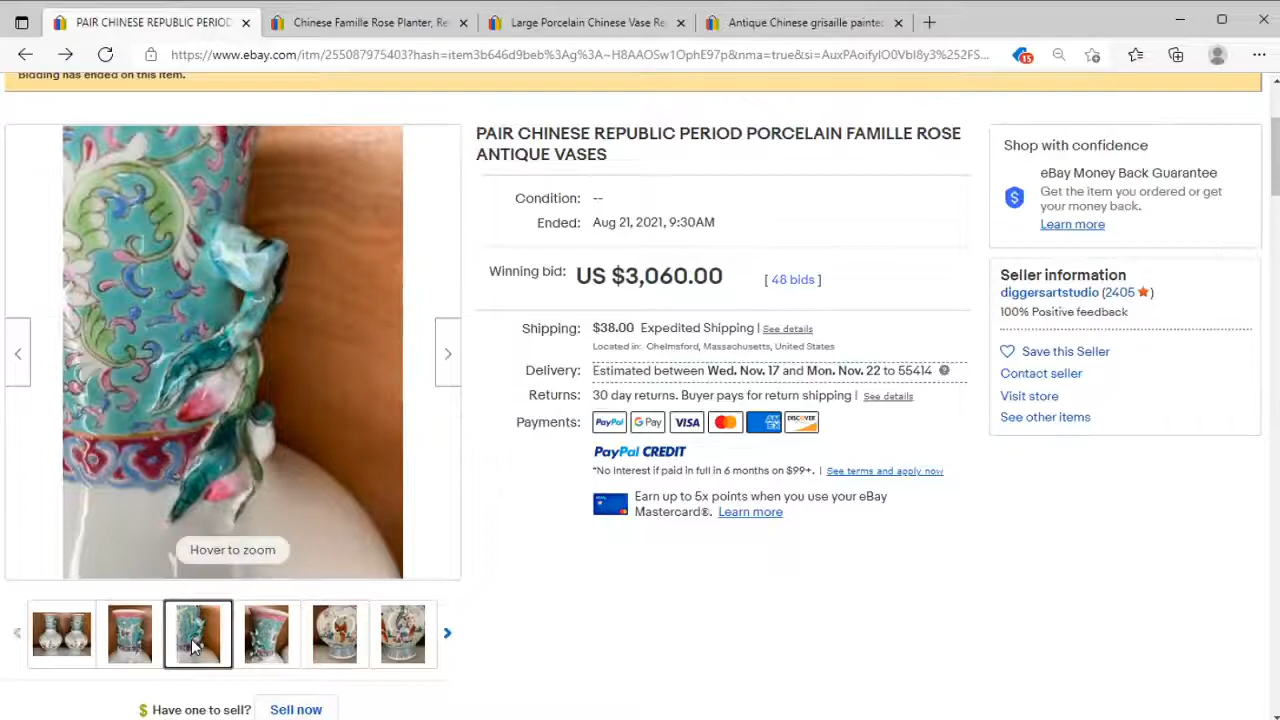 PAIR CHINESE REPUBLIC PERIOD
Chinese Famille Rose Planter, Re
Large Porcelain Chinese Vase Re
Antique Chinese grisaille painted
https://www.ebay.com/itm/255087975403?hash=item3b646d9beb%3Ag%3A~H8AAOSw1OphE97p&nma=true&si=AuxPAoifyIO0VbI8y3%252FS...
15
Bidding has ended on this item.
PAIR CHINESE REPUBLIC PERIOD PORCELAIN FAMILLE ROSE
ANTIQUE VASES
Condition: --
Ended: Aug 21, 2021, 9:30AM
Winning bid: US $3,060.00 [ 48 bids ]
Shipping: $38.00 Expedited Shipping | See details
Located in: Chelmsford, Massachusetts, United States
Delivery: Estimated between Wed. Nov. 17 and Mon. Nov. 22 to 55414
Returns: 30 day returns. Buyer pays for return shipping | See details
Payments: PayPal G Pay VISA DISCOVER
PayPal CREDIT
*No Interest if paid in full in 6 months on $99+. | See terms and apply now
Earn up to 5x points when you use your eBay
Mastercard®. Learn more
Shop with confidence
eBay Money Back Guarantee
Get the item you ordered or get
your money back.
Learn more
Seller information
diggersartstudio (2405 )
100% Positive feedback
Save this Seller
Contact seller
Visit store
See other items
Hover to zoom
Have one to sell? Sell now